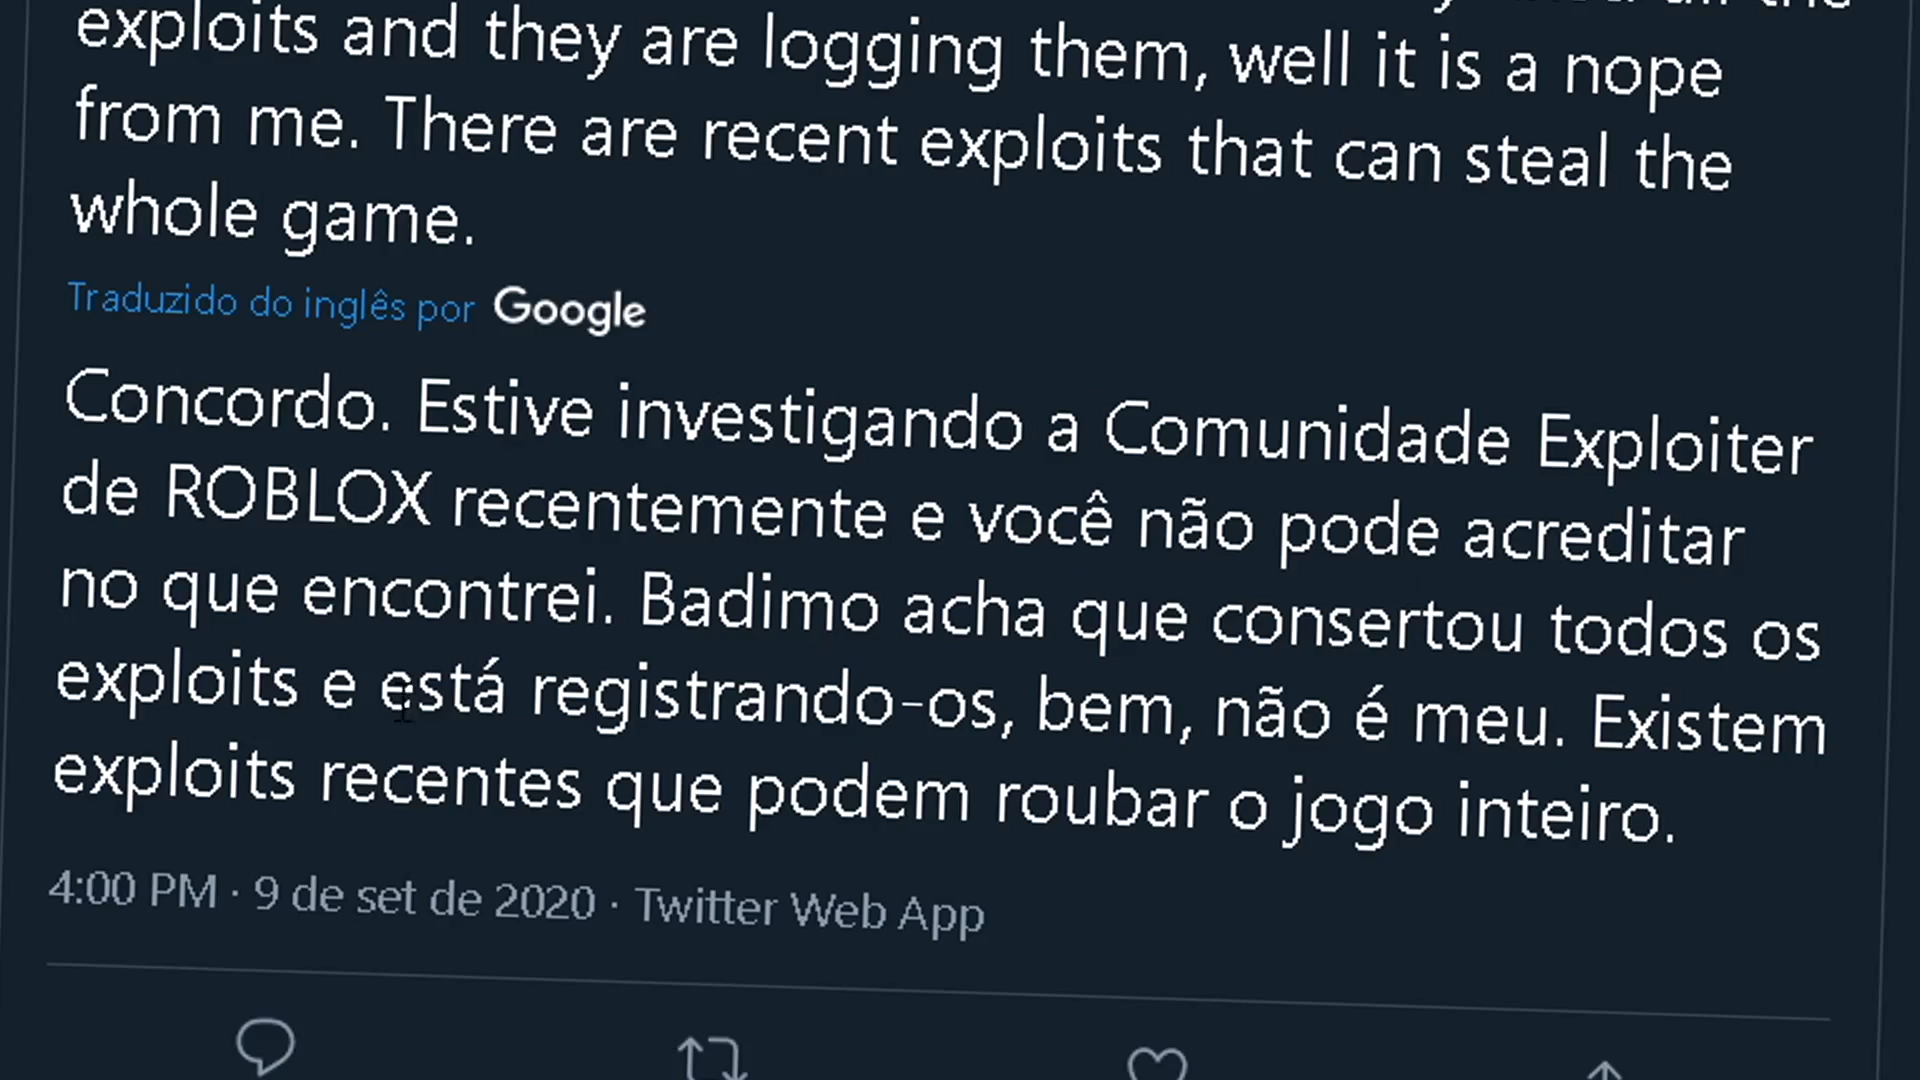 exploits and they are logging them, well it is a nope
from me. There are recent exploits that can steal the
whole game.
Traduzido do inglês por Google
Concordo. Estive investigando a Comunidade Exploiter
de ROBLOX recentemente e você não pode acreditar
no que encontrei. Badimo acha que consertou todos os
exploits e está registrando-os, bem, não é meu. Existem
exploits recentes que podem roubar o jogo inteiro.
4:00 PM · 9 de set de 2020 · Twitter Web App